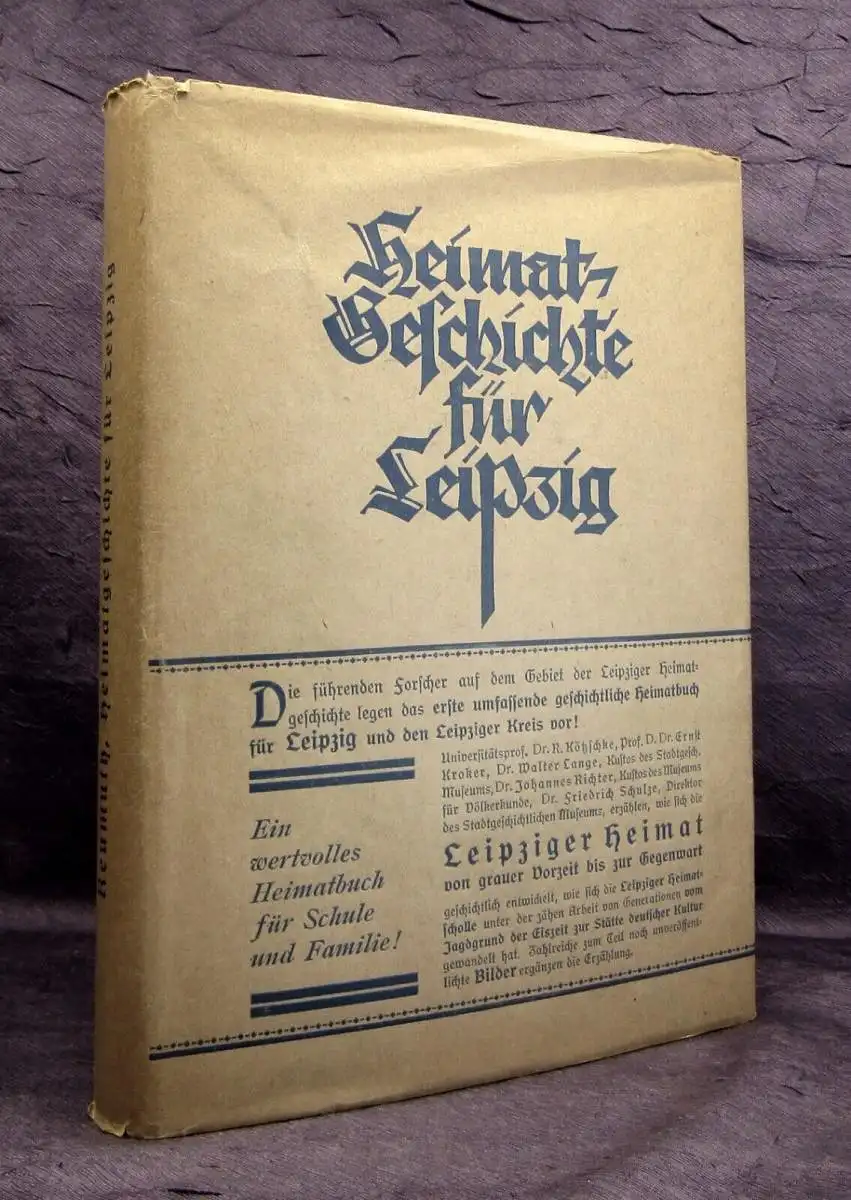 Reumuth, Heimatgeschichte für Leipzig
Heimat-
Geschichte
für
Leipzig
Die führenden Forscher auf dem Gebiet der Leipziger Heimat-
geschichte legen das erste umfassende geschichtliche Heimatbuch
für Leipzig und den Leipziger Kreis vor!
Ein
wertvolles
Heimatbuch
für Schule
und Familie!
Universitätsprof. Dr. R. Kötzschke, Prof. D. Dr. Ernst
Kroker, Dr. Walter Lange, Kustos des Stadtgesch.
Museums, Dr. Johannes Richter, Kustos des Museums
für Völkerkunde, Dr. Friedrich Schulze, Direktor
des Stadtgeschichtlichen Museums, erzählen, wie sich die
Leipziger Heimat
von grauer Vorzeit bis zur Gegenwart
geschichtlich entwickelt, wie sich die Leipziger Heimat-
scholle unter der zähen Arbeit von Generationen vom
Jagdgrund der Eiszeit zur Stätte deutscher Kultur
gewandelt hat. Zahlreiche zum Teil noch unveröffent-
lichte Bilder ergänzen die Erzählung.